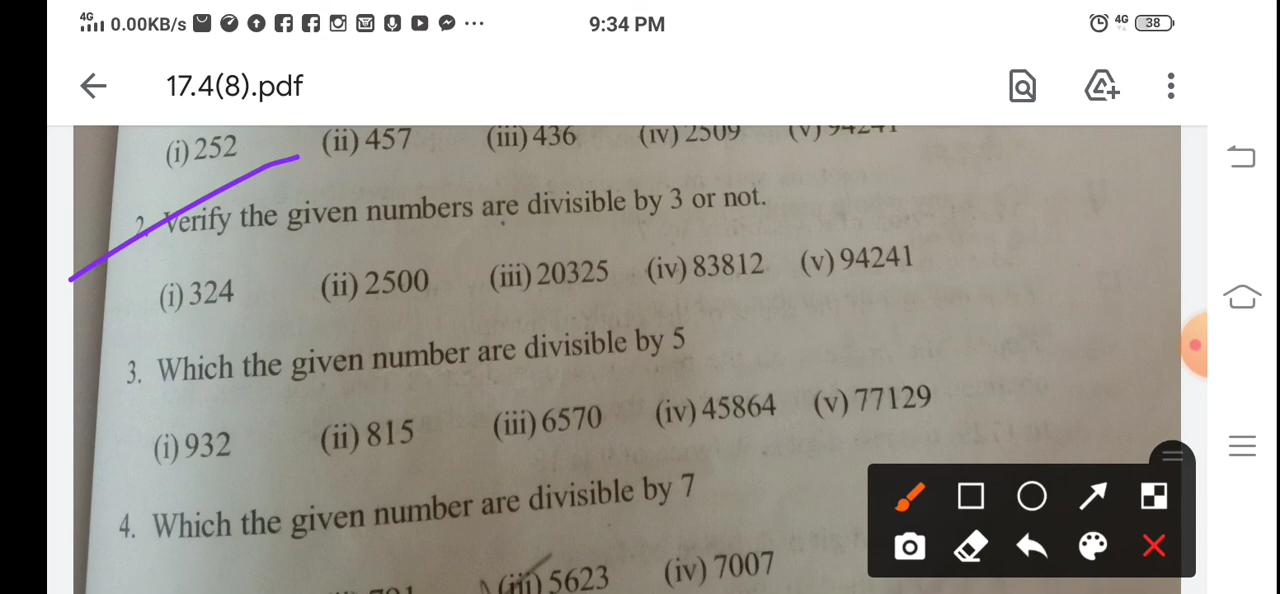 4G 0.00KB/s ... 9:34 PM 4G 38
17.4(8).pdf
(i) 252 (ii) 457 (iii) 436 (iv) 2509 (v) 94241
2. Verify the given numbers are divisible by 3 or not.
(i) 324 (ii) 2500 (iii) 20325 (iv) 83812 (v) 94241
3. Which the given number are divisible by 5
(i) 932 (ii) 815 (iii) 6570 (iv) 45864 (v) 77129
4. Which the given number are divisible by 7
(iii) 5623 (iv) 7007